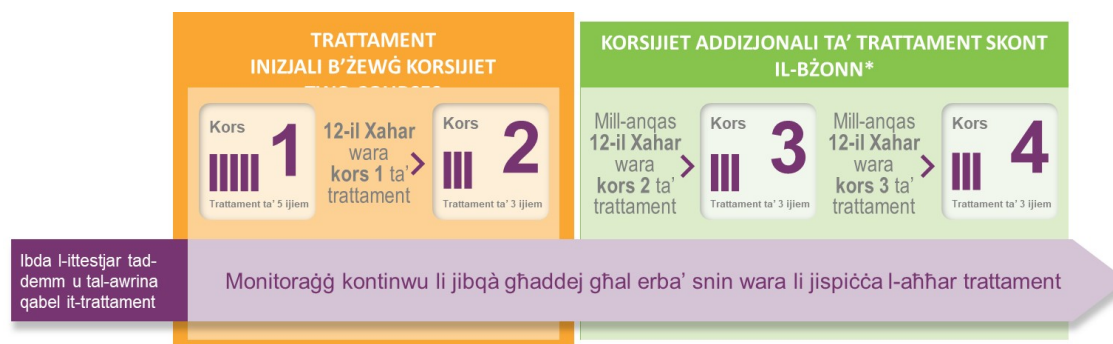 TRATTAMENT
INIZJALI B’ŻEWĠ KORSIJIET
KORSIJIET ADDIZJONALI TA’ TRATTAMENT SKONT
IL-BŻONN*
Kors
1
Trattament ta’ 5 ijiem
12-il Xahar
wara
kors 1 ta’
trattament
Kors
2
Trattament ta’ 3 ijiem
Mill-anqas
12-il Xahar
wara
kors 2 ta’
trattament
Kors
3
Trattament ta’ 3 ijiem
Mill-anqas
12-il Xahar
wara
kors 3 ta’
trattament
Kors
4
Trattament ta’ 3 ijiem
Ibda l-ittestjar tad-
demm u tal-awrina
qabel it-trattament
Monitoraġġ kontinwu li jibqà għaddej għal erba’ snin wara li jispiċċa l-aħħar trattament